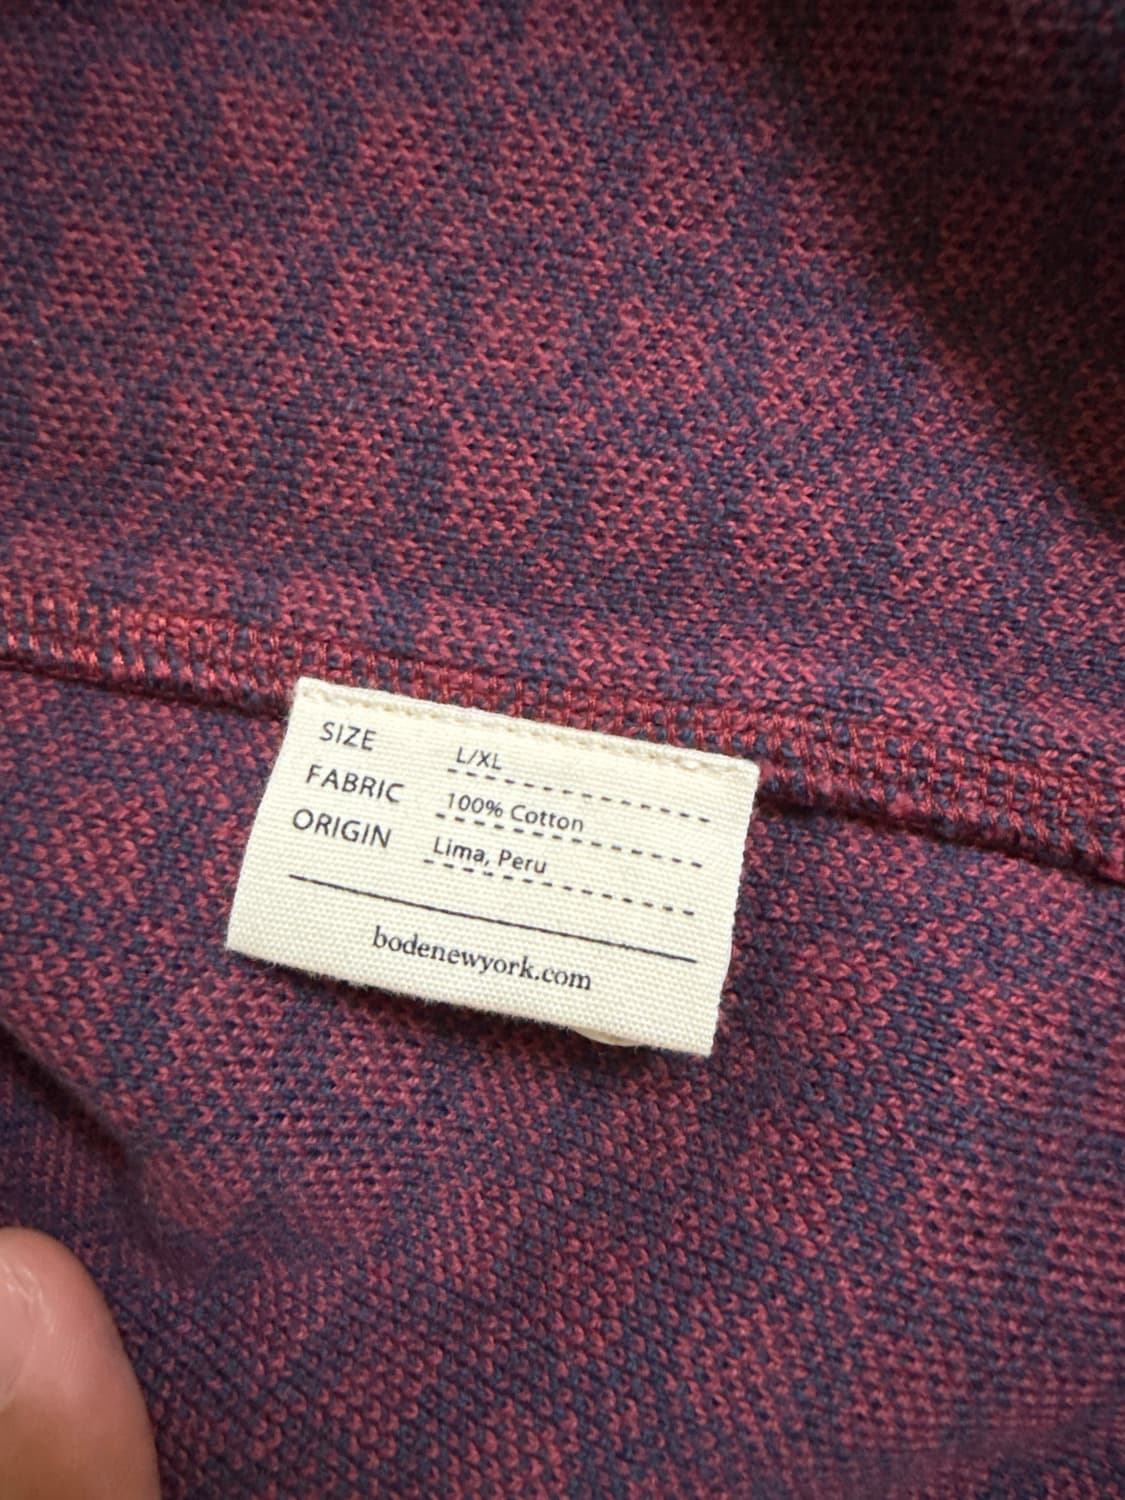 SIZE L/XL
FABRIC 100% Cotton
ORIGIN Lima, Peru
bodenewyork.com